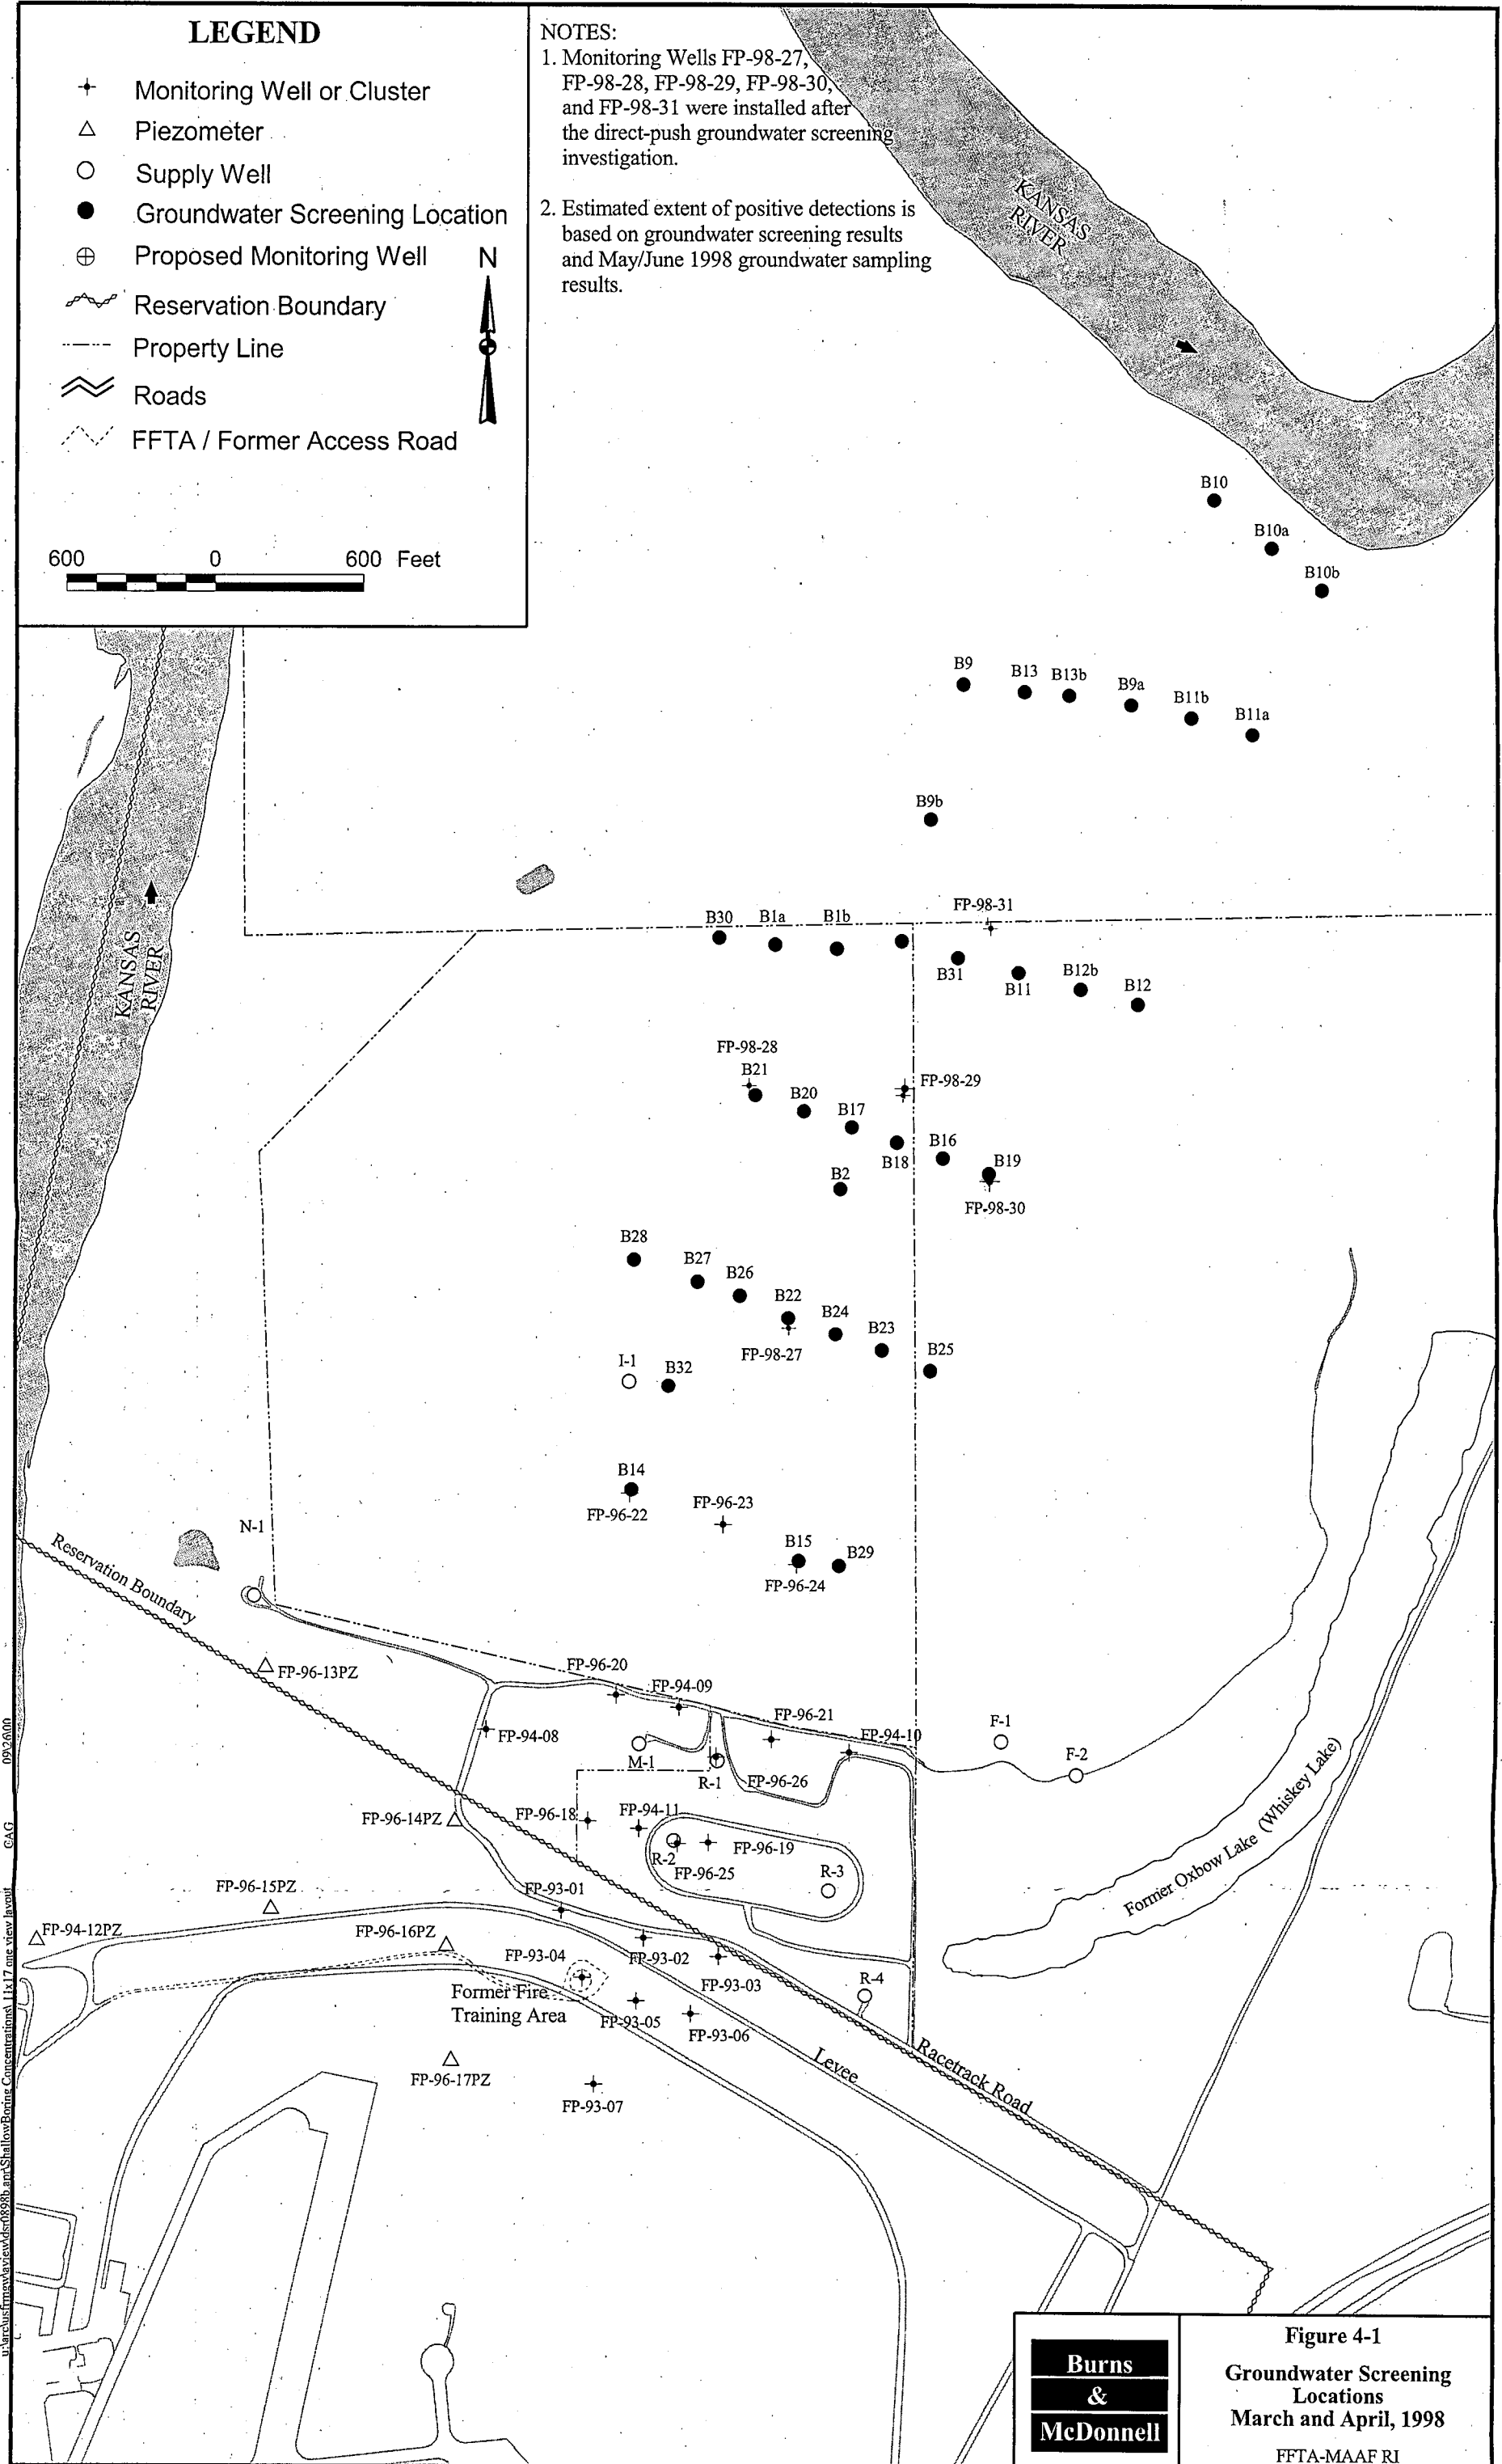 LEGEND
Monitoring Well or Cluster
Piezometer
Supply Well
Groundwater Screening Location
Proposed Monitoring Well
N
Reservation Boundary
Property Line
Roads
FFTA / Former Access Road
600 0 600 Feet
NOTES:
1. Monitoring Wells FP-98-27,
FP-98-28, FP-98-29, FP-98-30,
and FP-98-31 were installed after
the direct-push groundwater screening
investigation.
2. Estimated extent of positive detections is
based on groundwater screening results
and May/June 1998 groundwater sampling
results.
KANSAS
RIVER
B10
B10a
B10b
B9
B13
B13b
B9a
B11b
B11a
B9b
KANSAS
RIVER
FP-98-31
B30
B1a
B1b
B31
B11
B12b
B12
FP-98-28
B21
FP-98-29
B20
B17
B18
B16
B19
B2
FP-98-30
B28
B27
B26
B22
B24
B23
FP-98-27
B25
I-1
B32
B14
FP-96-22
FP-96-23
B15
B29
FP-96-24
N-1
Reservation Boundary
FP-96-13PZ
FP-96-20
FP-94-09
FP-96-21
FP-94-08
FP-94-10
F-1
F-2
M-1
R-1
FP-96-26
FP-96-14PZ
FP-96-18
FP-94-11
FP-96-19
R-2
FP-96-25
R-3
Former Oxbow Lake (Whiskey Lake)
FP-96-15PZ
FP-93-01
FP-94-12PZ
FP-96-16PZ
FP-93-04
FP-93-02
FP-93-03
R-4
Former Fire
Training Area
FP-93-05
FP-93-06
FP-96-17PZ
FP-93-07
Levee
Racetrack Road
092600
CAG
Burns
&
McDonnell
Figure 4-1
Groundwater Screening
Locations
March and April, 1998
FFTA-MAAF RI